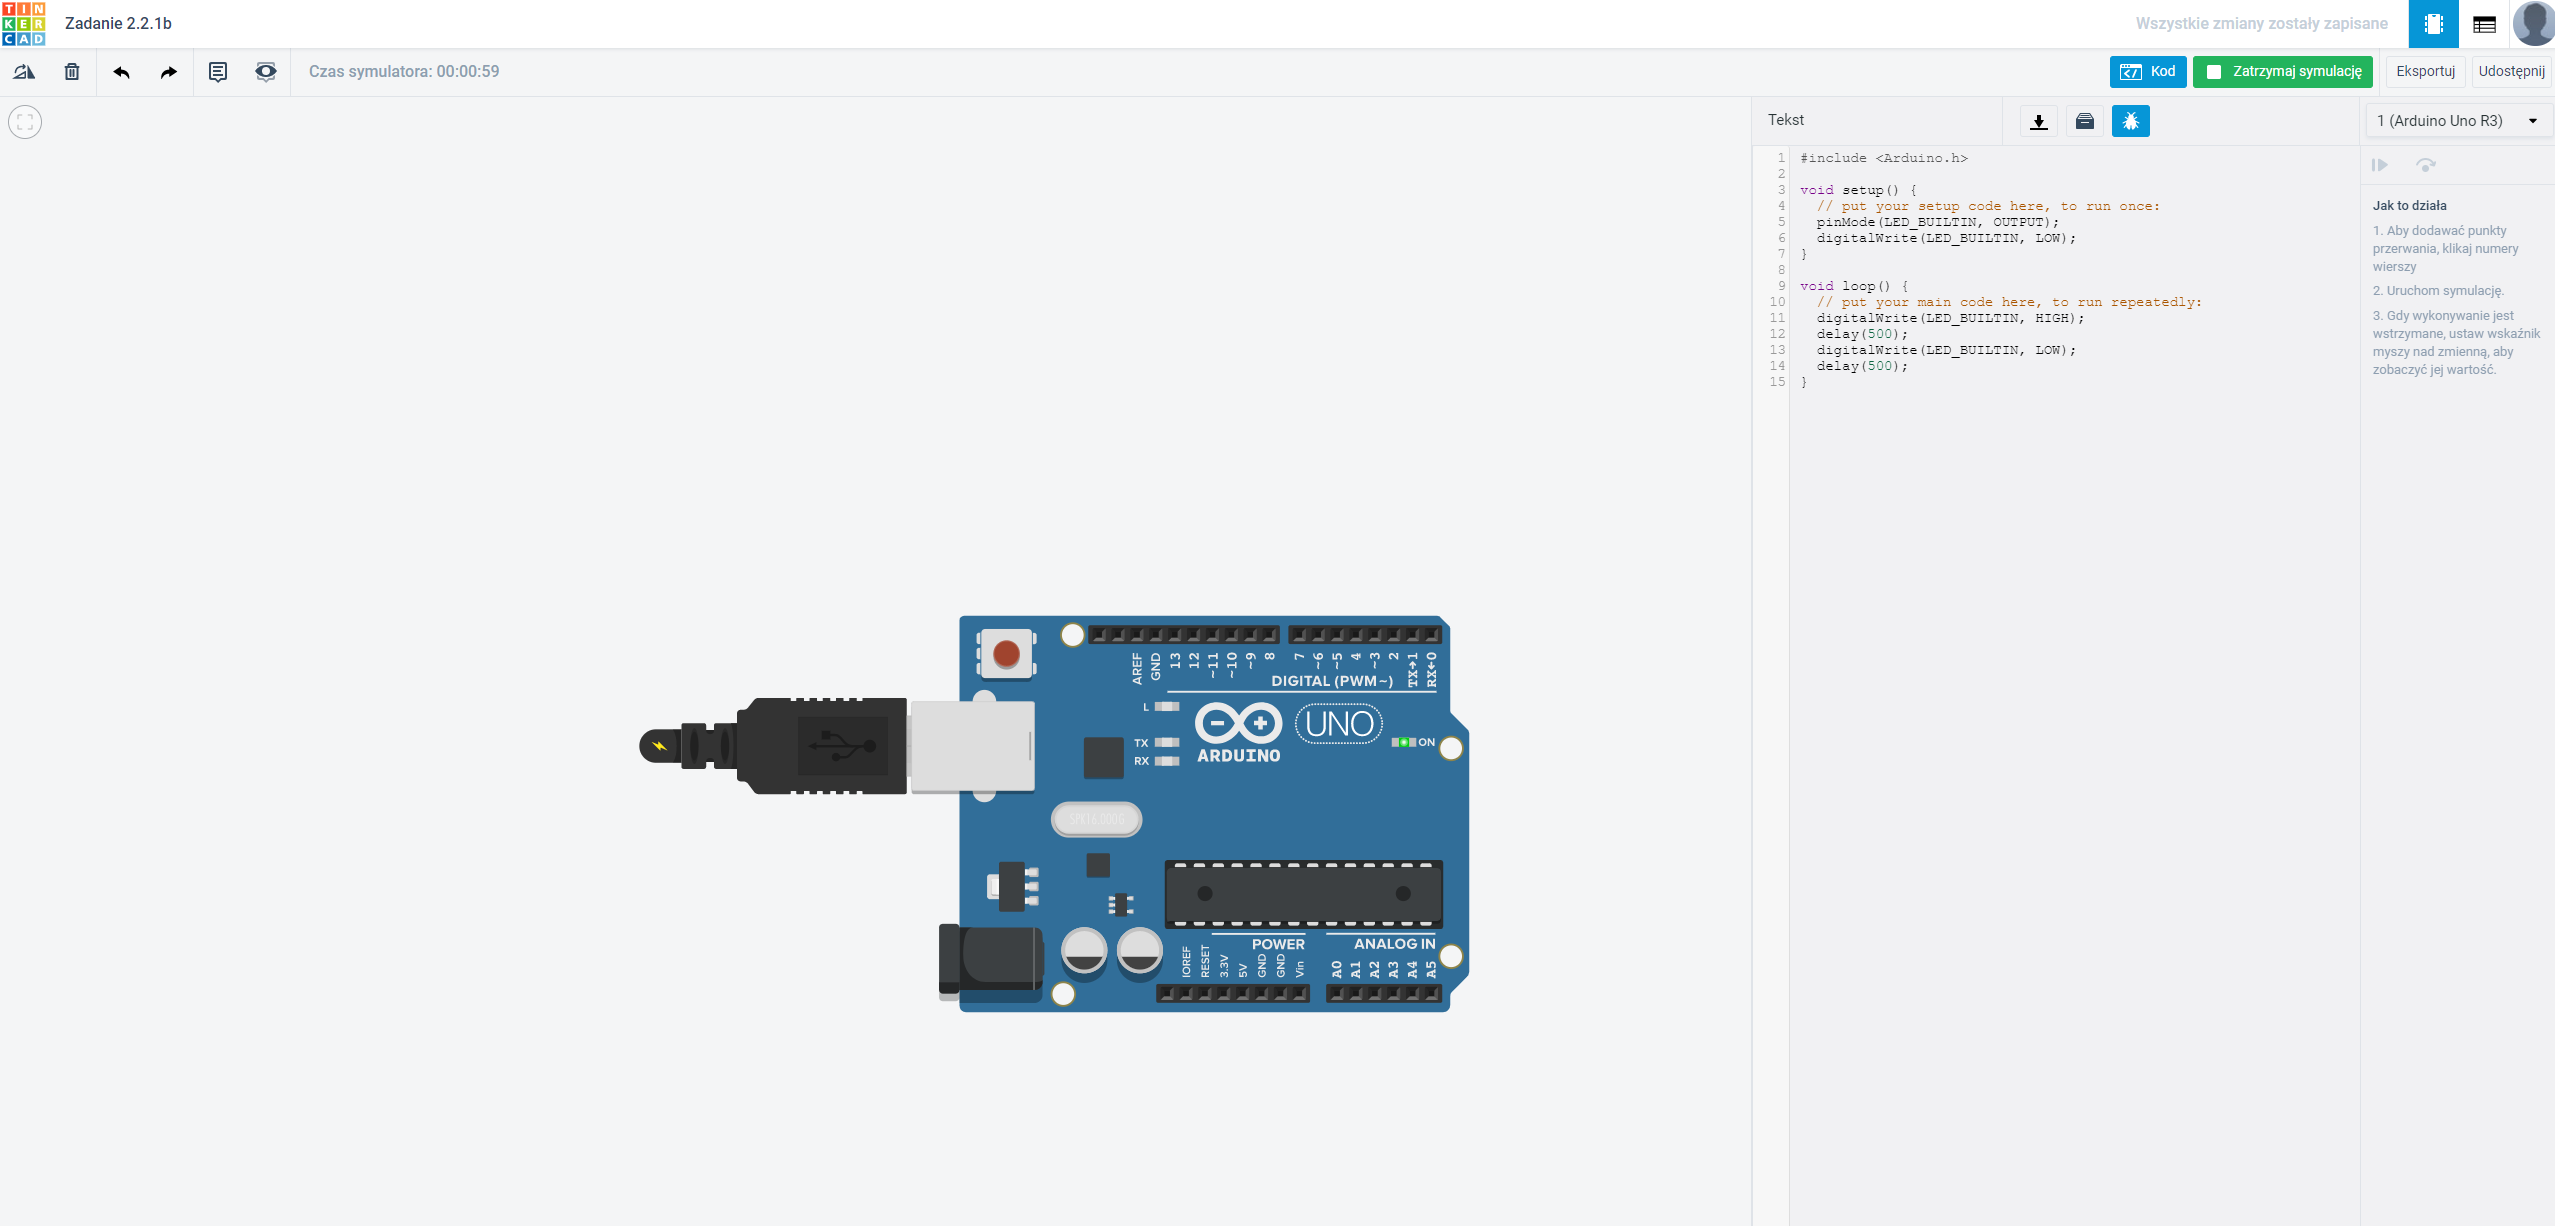 TIN
KER
CAD
Zadanie 2.2.1b
Wszystkie zmiany zostały zapisane
Czas symulatora: 00:00:59
Kod
Zatrzymaj symulację
Eksportuj
Udostępnij
Tekst
1 (Arduino Uno R3)
1 #include <Arduino.h>
2
3 void setup() {
4 // put your setup code here, to run once:
5 pinMode(LED_BUILTIN, OUTPUT);
6 digitalWrite(LED_BUILTIN, LOW);
7 }
8
9 void loop() {
10 // put your main code here, to run repeatedly:
11 digitalWrite(LED_BUILTIN, HIGH);
12 delay(500);
13 digitalWrite(LED_BUILTIN, LOW);
14 delay(500);
15 }
Jak to działa
1. Aby dodawać punkty
przerwania, klikaj numery
wierszy
2. Uruchom symulację.
3. Gdy wykonywanie jest
wstrzymane, ustaw wskaźnik
myszy nad zmienną, aby
zobaczyć jej wartość.
AREF GND 13 12 ~11 ~10 ~9 8 7 ~6 ~5 4 ~3 2 TX→1 RX←0
DIGITAL (PWM~)
L
UNO
TX
ON
RX
ARDUINO
SPK16.000G
POWER
ANALOG IN
IOREF RESET 3.3V 5V GND GND Vin A0 A1 A2 A3 A4 A5